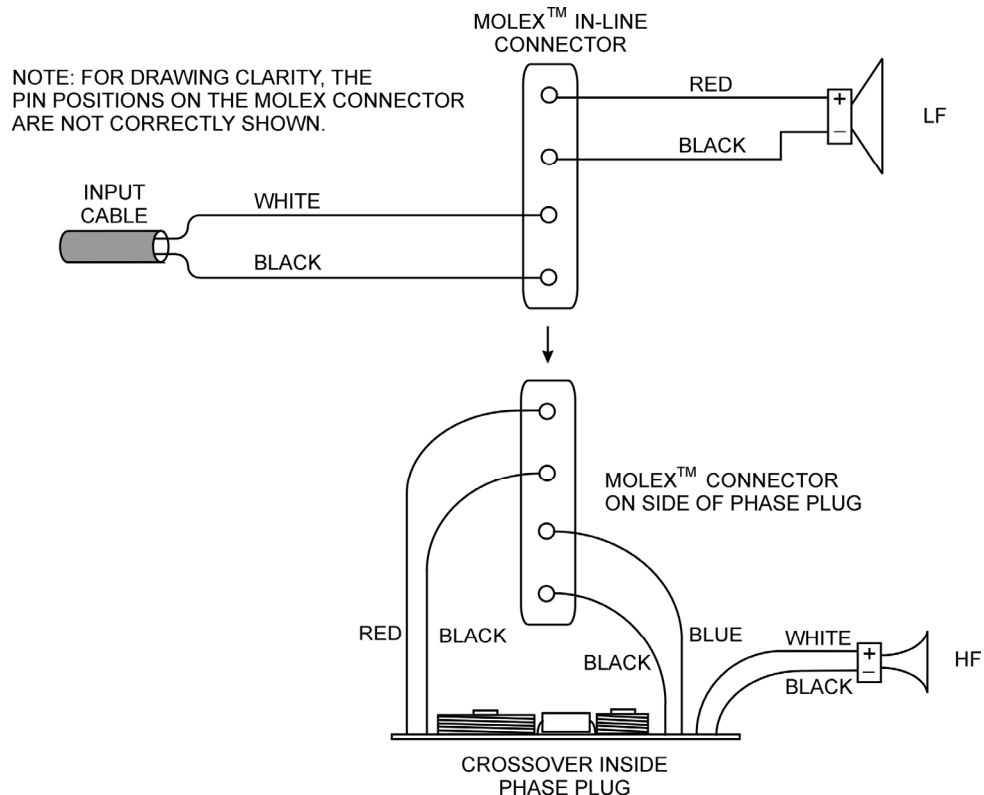 MOLEX™ IN-LINE
CONNECTOR
NOTE: FOR DRAWING CLARITY, THE
PIN POSITIONS ON THE MOLEX CONNECTOR
ARE NOT CORRECTLY SHOWN.
RED
+
−
LF
BLACK
INPUT
CABLE
WHITE
BLACK
MOLEX™ CONNECTOR
ON SIDE OF PHASE PLUG
RED
BLACK
BLUE
BLACK
WHITE
+
−
HF
BLACK
CROSSOVER INSIDE
PHASE PLUG